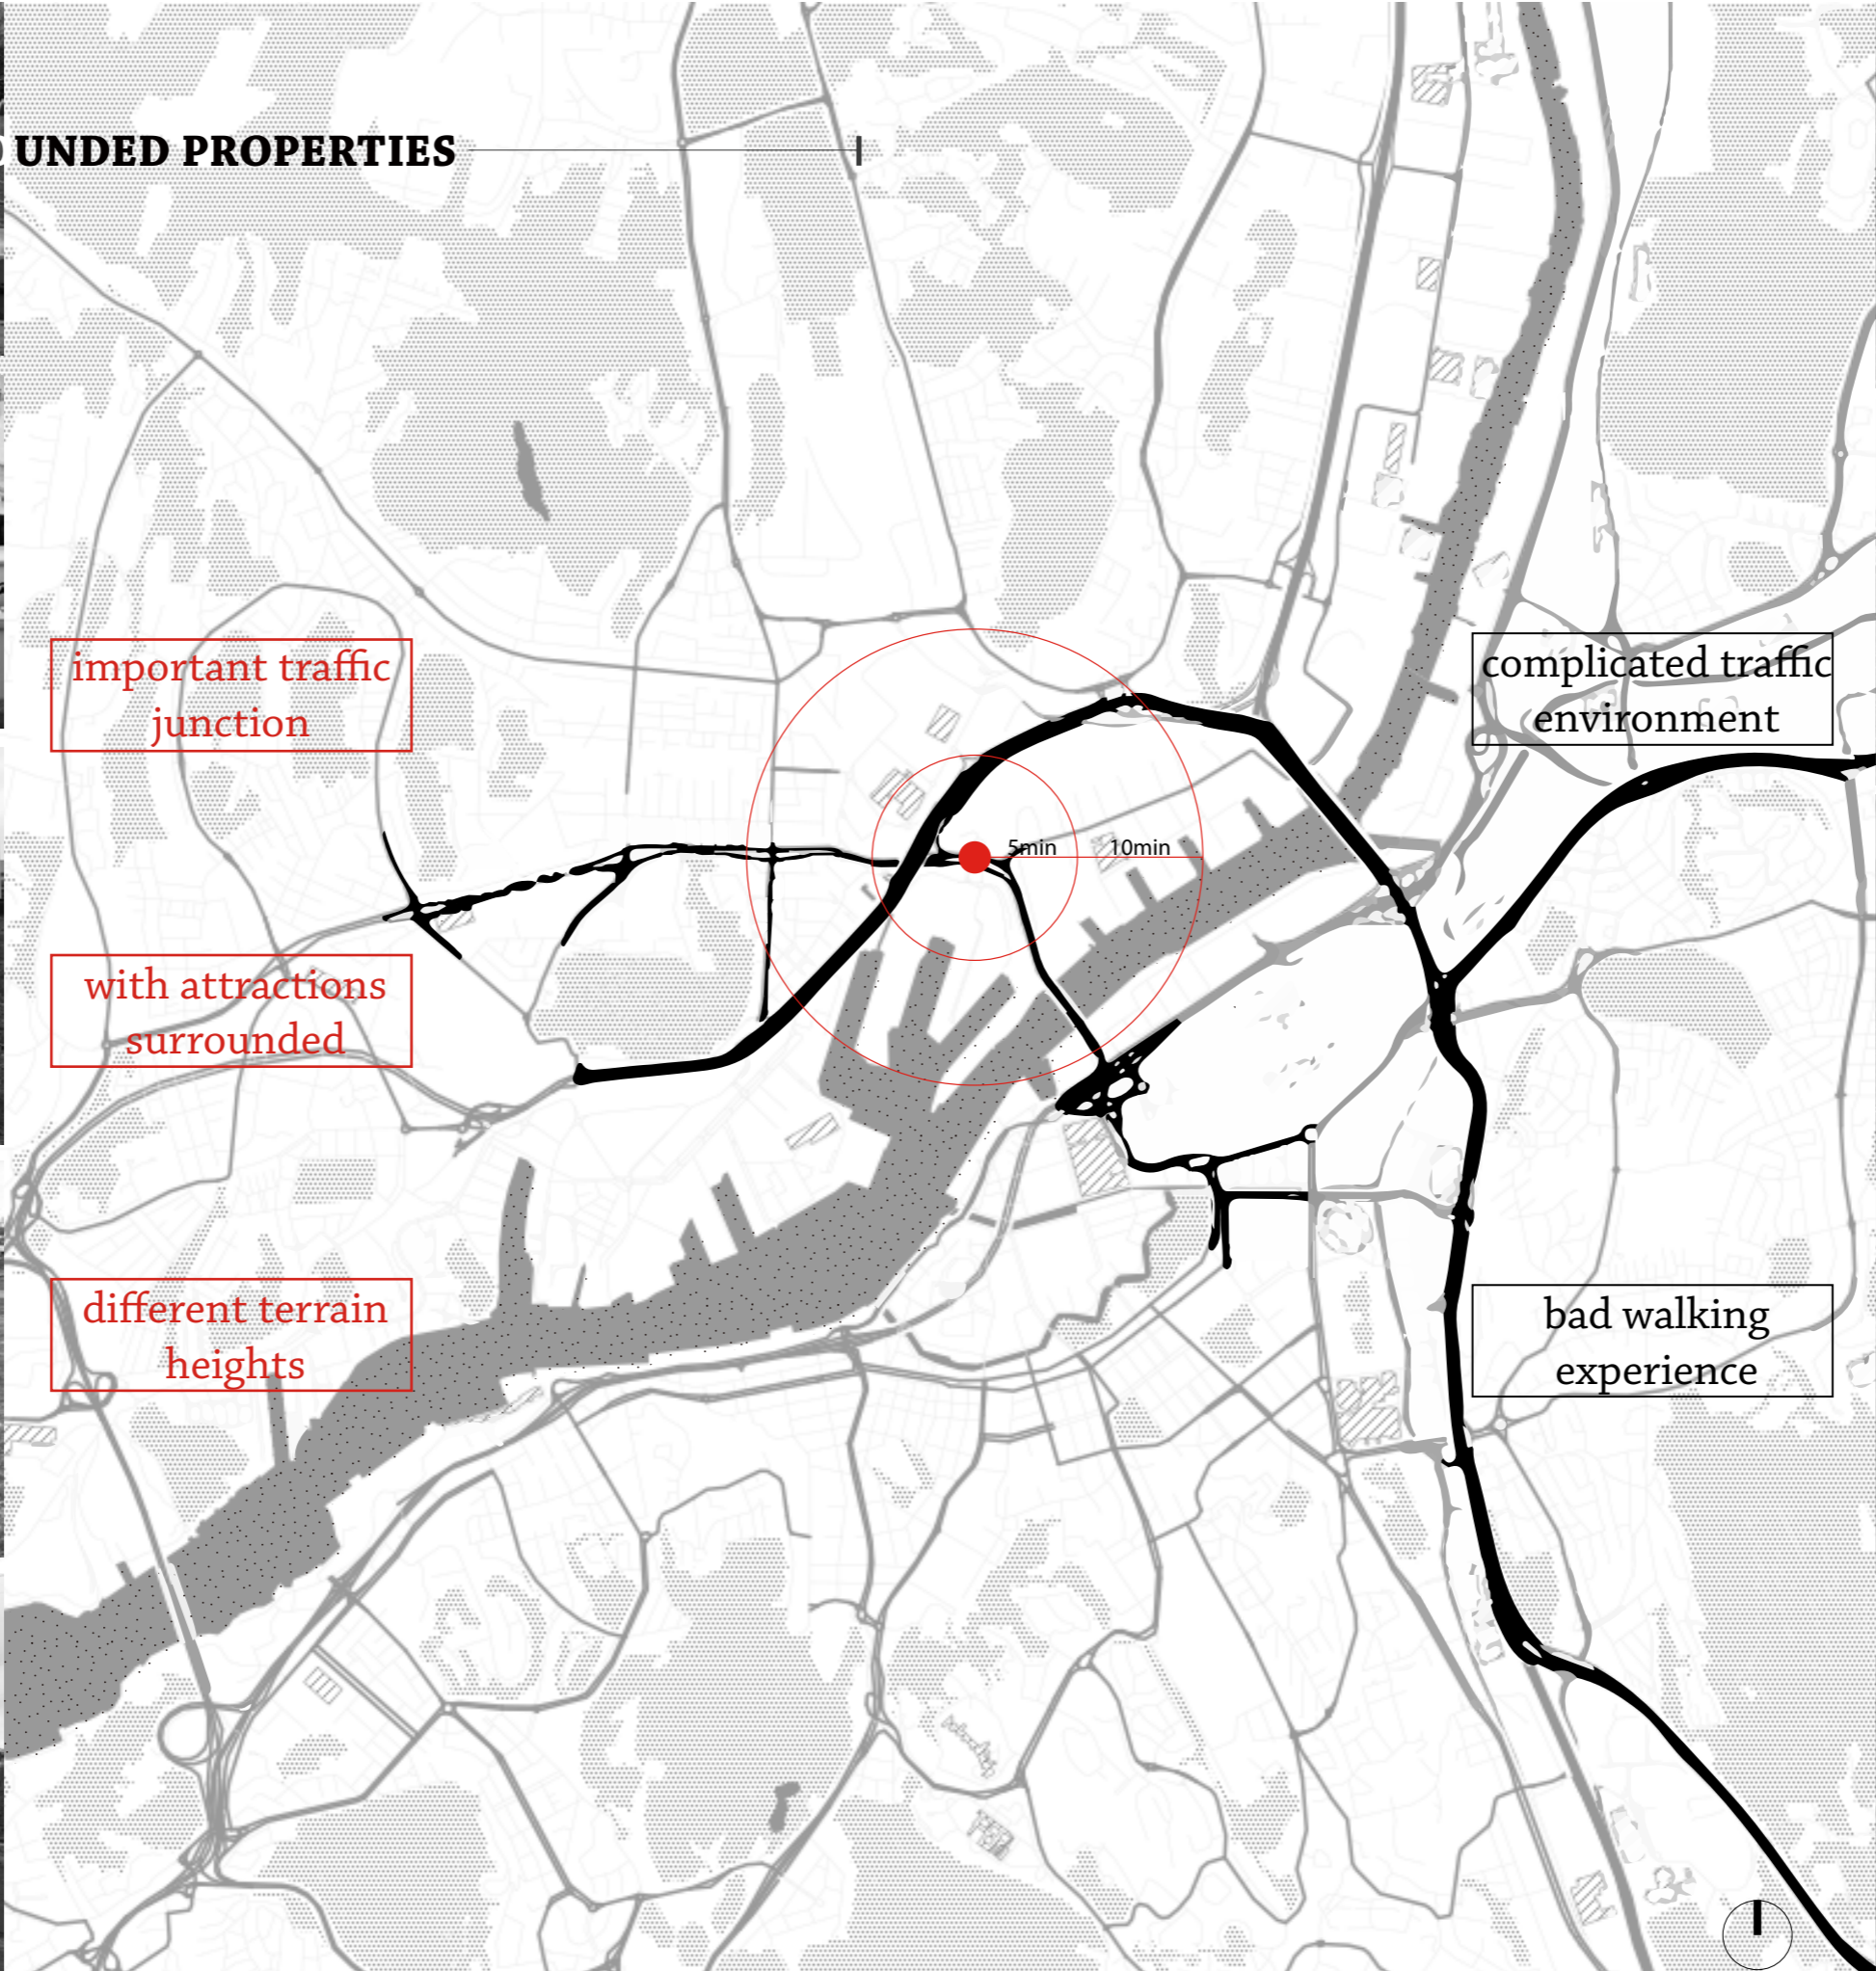 UNDED PROPERTIES
important traffic
junction
complicated traffic
environment
5min
10min
with attractions
surrounded
different terrain
heights
bad walking
experience